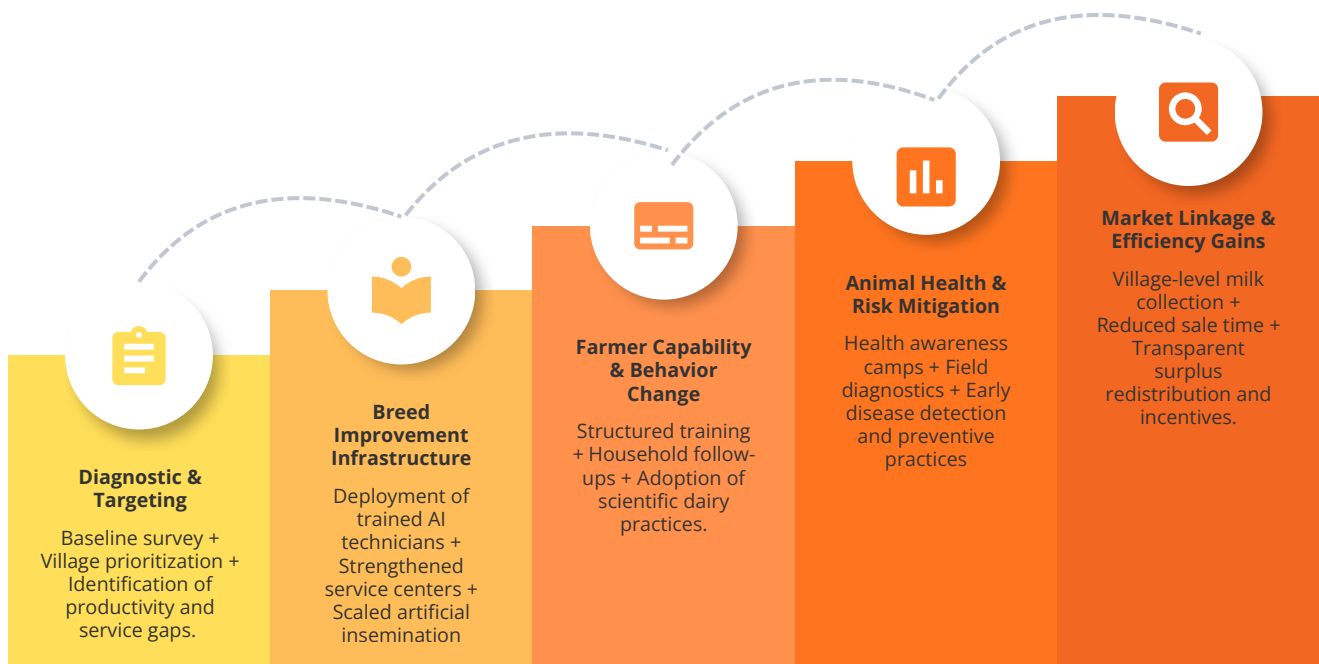 Diagnostic &
Targeting
Baseline survey +
Village prioritization +
Identification of
productivity and
service gaps.
Breed
Improvement
Infrastructure
Deployment of
trained AI
technicians +
Strengthened
service centers +
Scaled artificial
insemination
Farmer Capability
& Behavior
Change
Structured training
+ Household follow-
ups + Adoption of
scientific dairy
practices.
Animal Health &
Risk Mitigation
Health awareness
camps + Field
diagnostics + Early
disease detection
and preventive
practices
Market Linkage &
Efficiency Gains
Village-level milk
collection +
Reduced sale time +
Transparent
surplus
redistribution and
incentives.